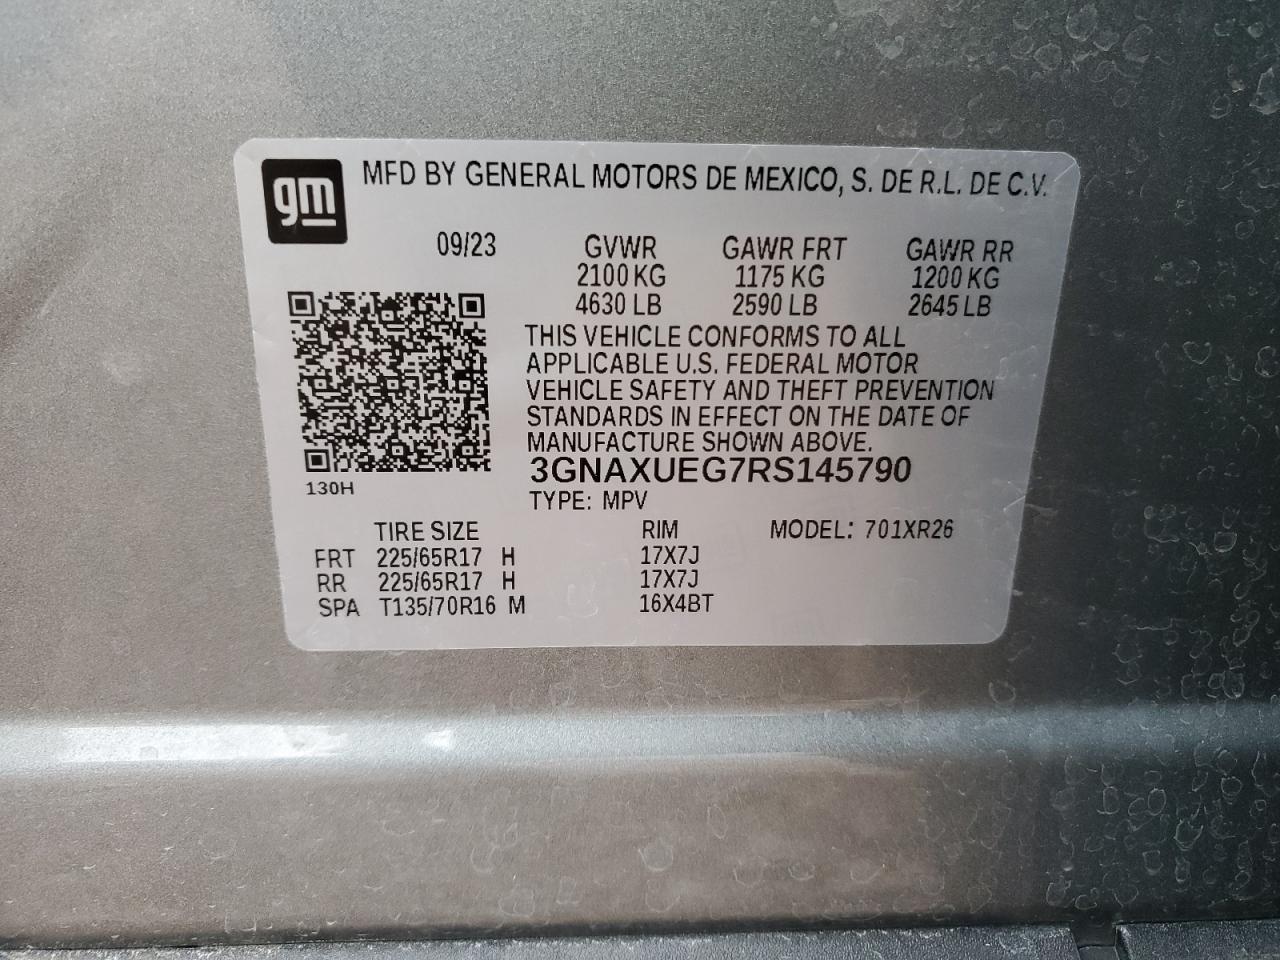 gm MFD BY GENERAL MOTORS DE MEXICO, S. DE R.L. DE C.V.
09/23 GVWR GAWR FRT GAWR RR
2100 KG 1175 KG 1200 KG
4630 LB 2590 LB 2645 LB
THIS VEHICLE CONFORMS TO ALL
APPLICABLE U.S. FEDERAL MOTOR
VEHICLE SAFETY AND THEFT PREVENTION
STANDARDS IN EFFECT ON THE DATE OF
MANUFACTURE SHOWN ABOVE.
3GNAXUEG7RS145790
130H TYPE: MPV
TIRE SIZE RIM MODEL: 701XR26
FRT 225/65R17 H 17X7J
RR 225/65R17 H 17X7J
SPA T135/70R16 M 16X4BT